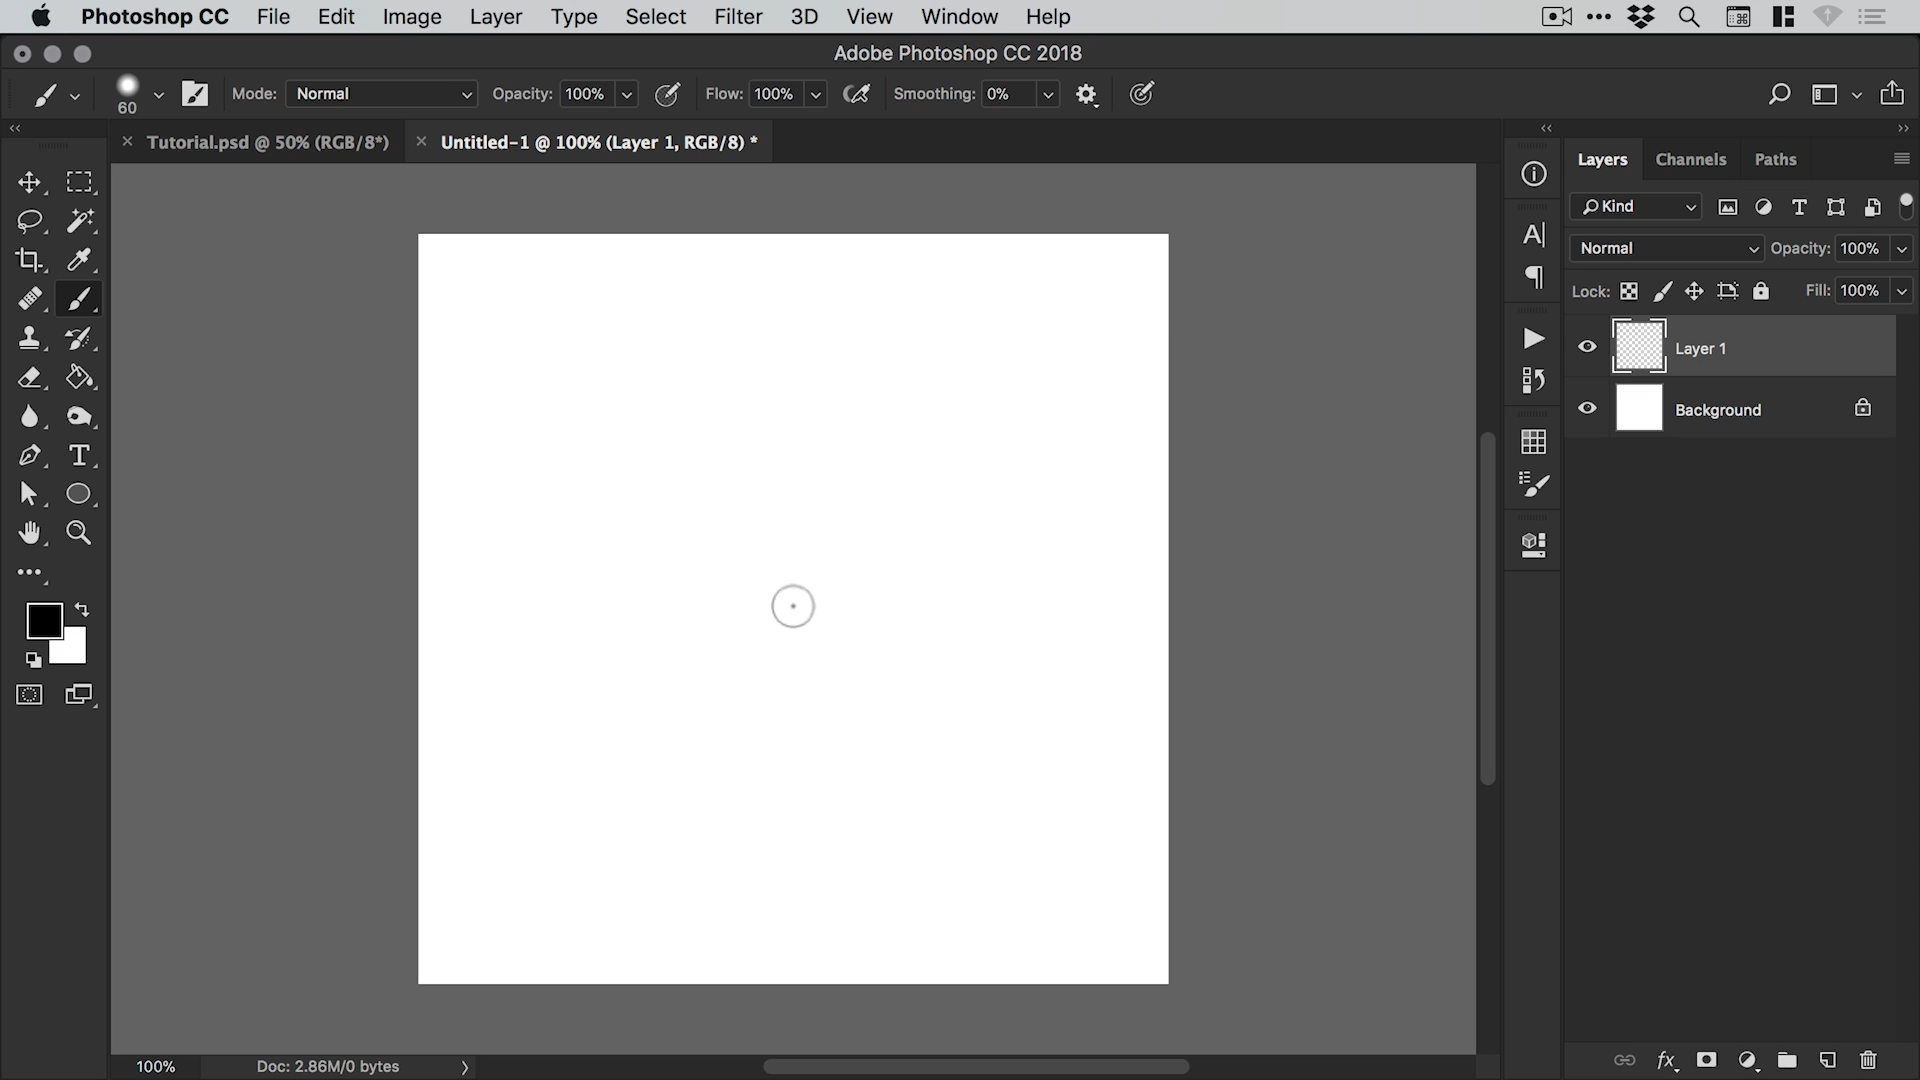 Photoshop CC File Edit Image Layer Type Select Filter 3D View Window Help
Adobe Photoshop CC 2018
60 Mode: Normal Opacity: 100% Flow: 100% Smoothing: 0%
Tutorial.psd @ 50% (RGB/8*) Untitled-1 @ 100% (Layer 1, RGB/8) *
Layers Channels Paths
Kind
Normal Opacity: 100%
Lock: Fill: 100%
Layer 1
Background
100% Doc: 2.86M/0 bytes